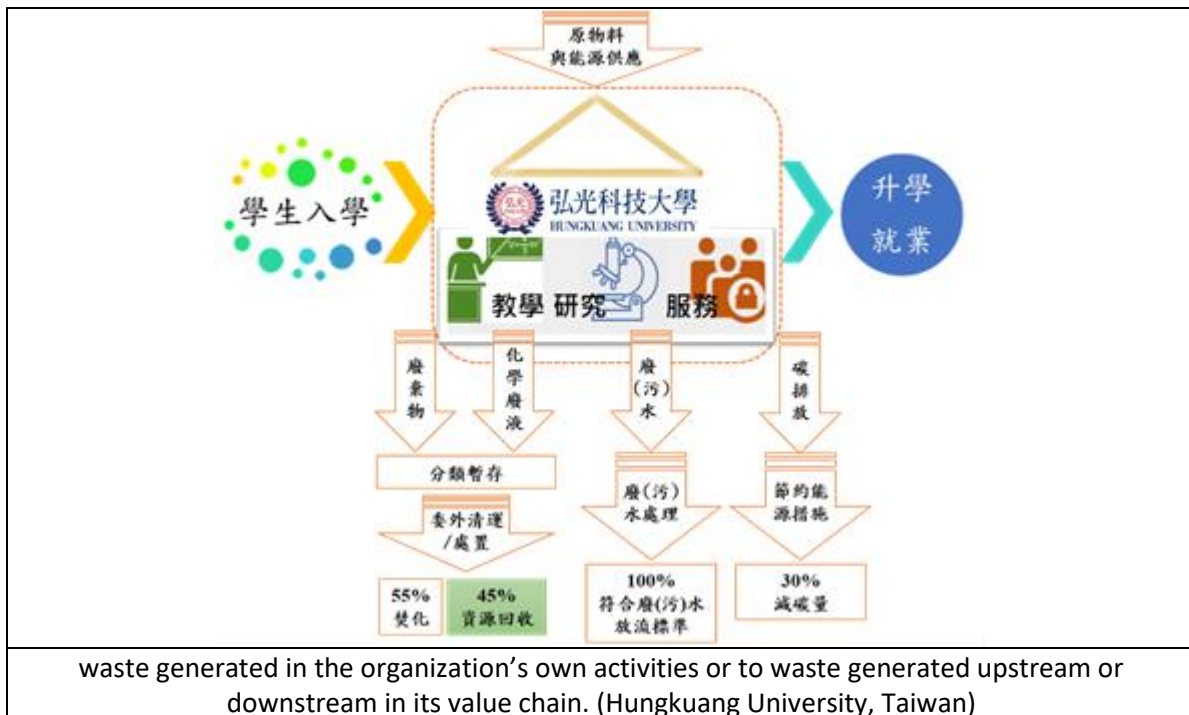 原物料
與能源供應
學生入學
弘光科技大學
HUNGKUANG UNIVERSITY
教學 研究 服務
升學
就業
廢棄物
化學廢液
廢(污)水
碳排放
分類暫存
委外清運
/處置
廢(污)
水處理
節約能
源措施
55%
焚化
45%
資源回收
100%
符合廢(污)水
放流標準
30%
減碳量
waste generated in the organization’s own activities or to waste generated upstream or
downstream in its value chain. (Hungkuang University, Taiwan)